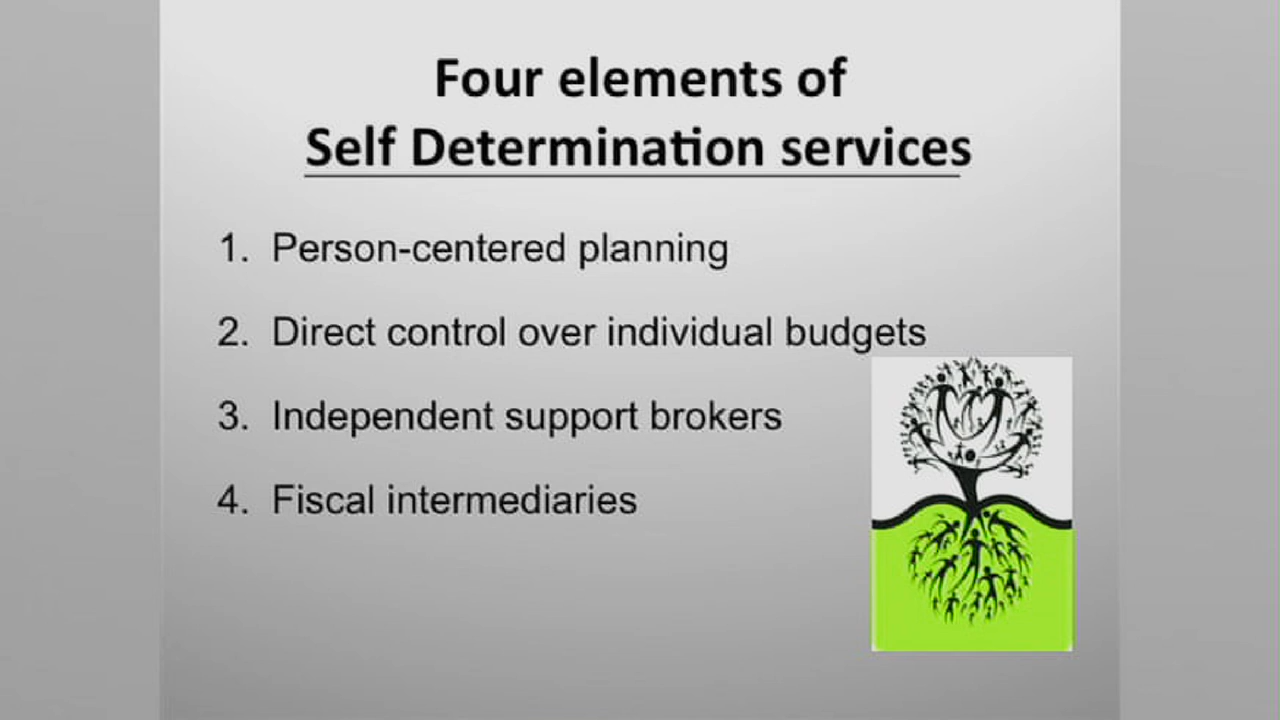 Four elements of
Self Determination services
1. Person-centered planning
2. Direct control over individual budgets
3. Independent support brokers
4. Fiscal intermediaries